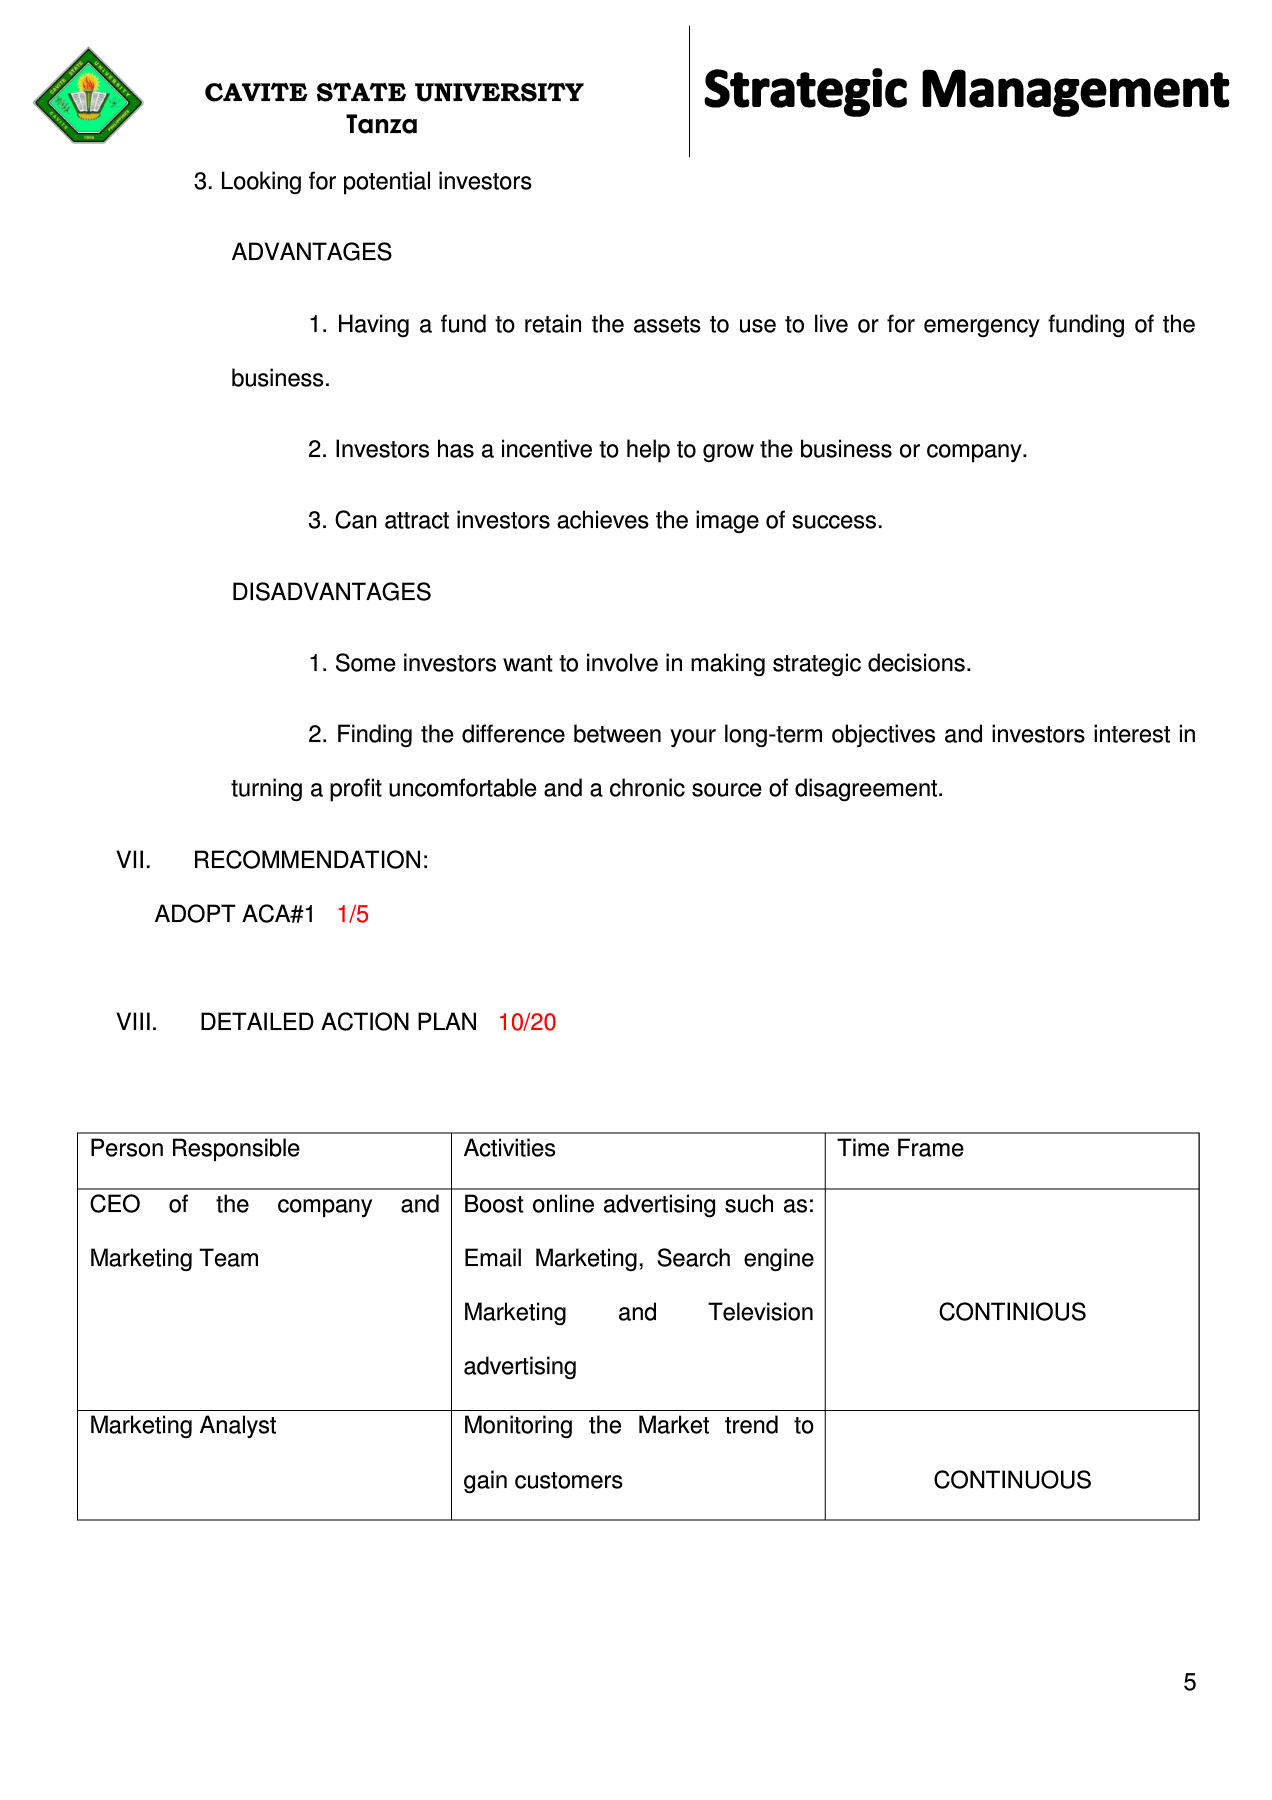 CAVITE STATE UNIVERSITY
Tanza
Strategic Management
CAVITE STATE UNIVERSITY
CAVITE
PHILIPPINES
1906
3. Looking for potential investors
ADVANTAGES
1. Having a fund to retain the assets to use to live or for emergency funding of the
business.
2. Investors has a incentive to help to grow the business or company.
3. Can attract investors achieves the image of success.
DISADVANTAGES
1. Some investors want to involve in making strategic decisions.
2. Finding the difference between your long-term objectives and investors interest in
turning a profit uncomfortable and a chronic source of disagreement.
VII. RECOMMENDATION:
ADOPT ACA#1 1/5
VIII. DETAILED ACTION PLAN 10/20
Person Responsible Activities Time Frame
CEO of the company and Boost online advertising such as:
Marketing Team Email Marketing, Search engine
Marketing and Television CONTINIOUS
advertising
Marketing Analyst Monitoring the Market trend to
gain customers CONTINUOUS
5